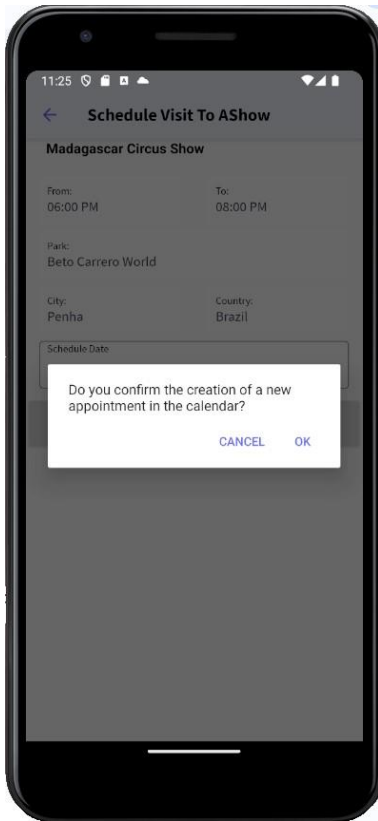 11:25
Schedule Visit To AShow
Madagascar Circus Show
From: To:
06:00 PM 08:00 PM
Park:
Beto Carrero World
City: Country:
Penha Brazil
Schedule Date
Do you confirm the creation of a new
appointment in the calendar?
CANCEL OK